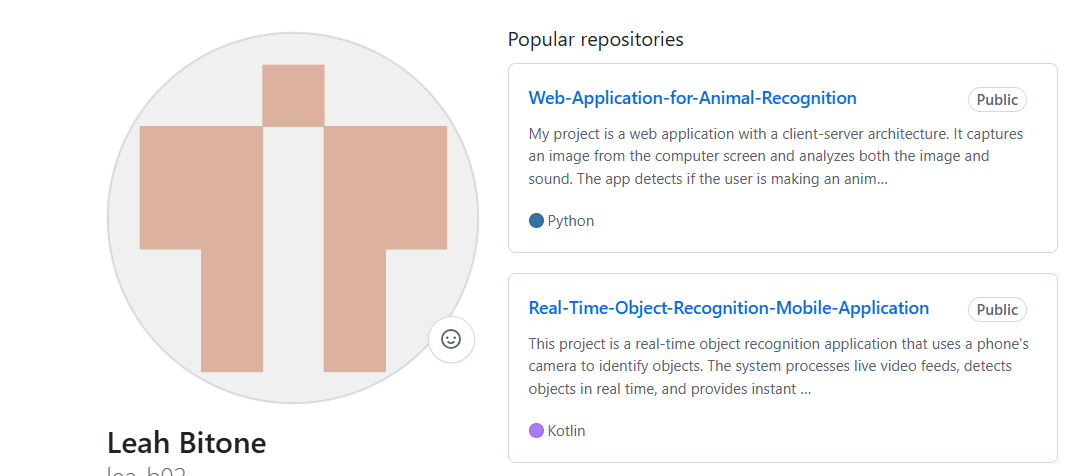 Popular repositories
Web-Application-for-Animal-Recognition
Public
My project is a web application with a client-server architecture. It captures
an image from the computer screen and analyzes both the image and
sound. The app detects if the user is making an anim...
Python
Real-Time-Object-Recognition-Mobile-Application
Public
This project is a real-time object recognition application that uses a phone's
camera to identify objects. The system processes live video feeds, detects
objects in real time, and provides instant ...
Kotlin
Leah Bitone